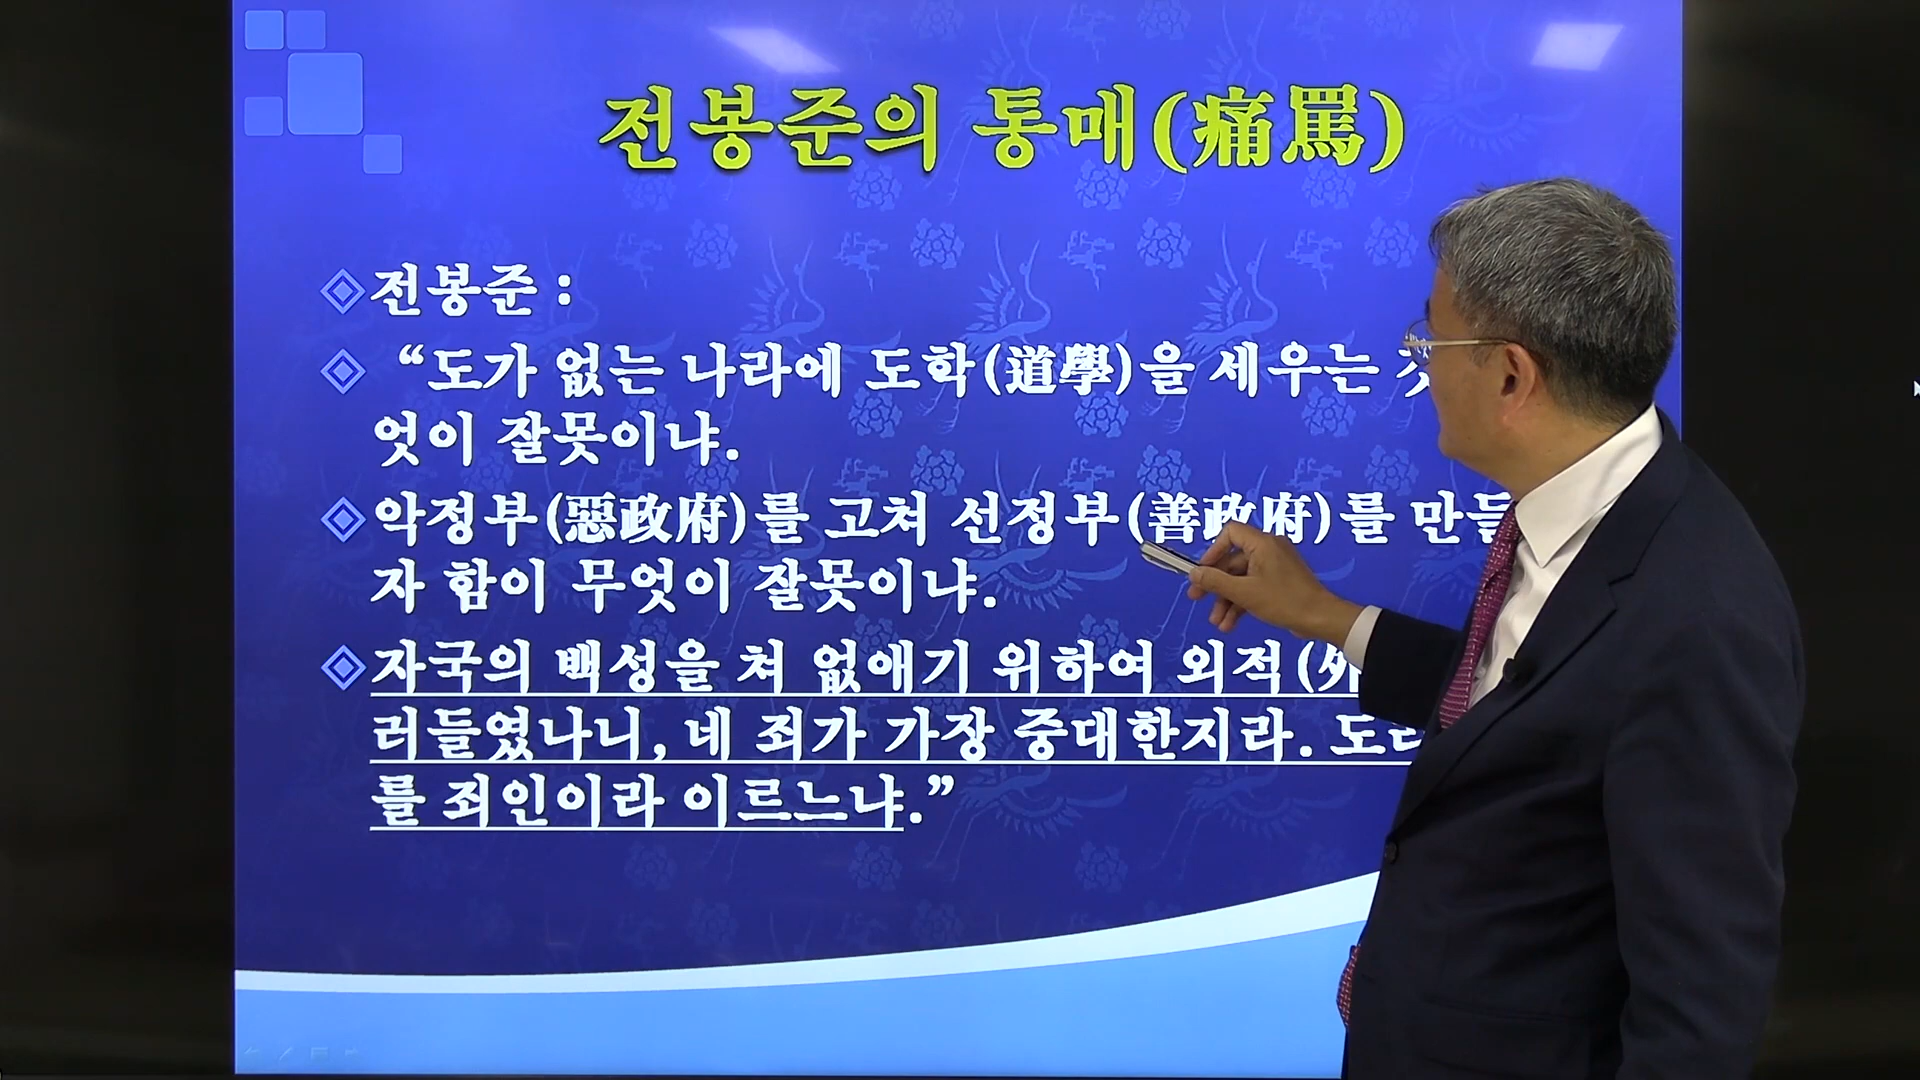 전봉준의 통매(痛罵)
전봉준 :
“도가 없는 나라에 도학(道學)을 세우는
엇이 잘못이냐.
악정부(惡政府)를 고쳐 선정부(善政府)를 만들
자 함이 무엇이 잘못이냐.
자국의 백성을 쳐 없애기 위하여 외적(外
러들였나니, 네 죄가 가장 중대한지라.
를 죄인이라 이르느냐.”